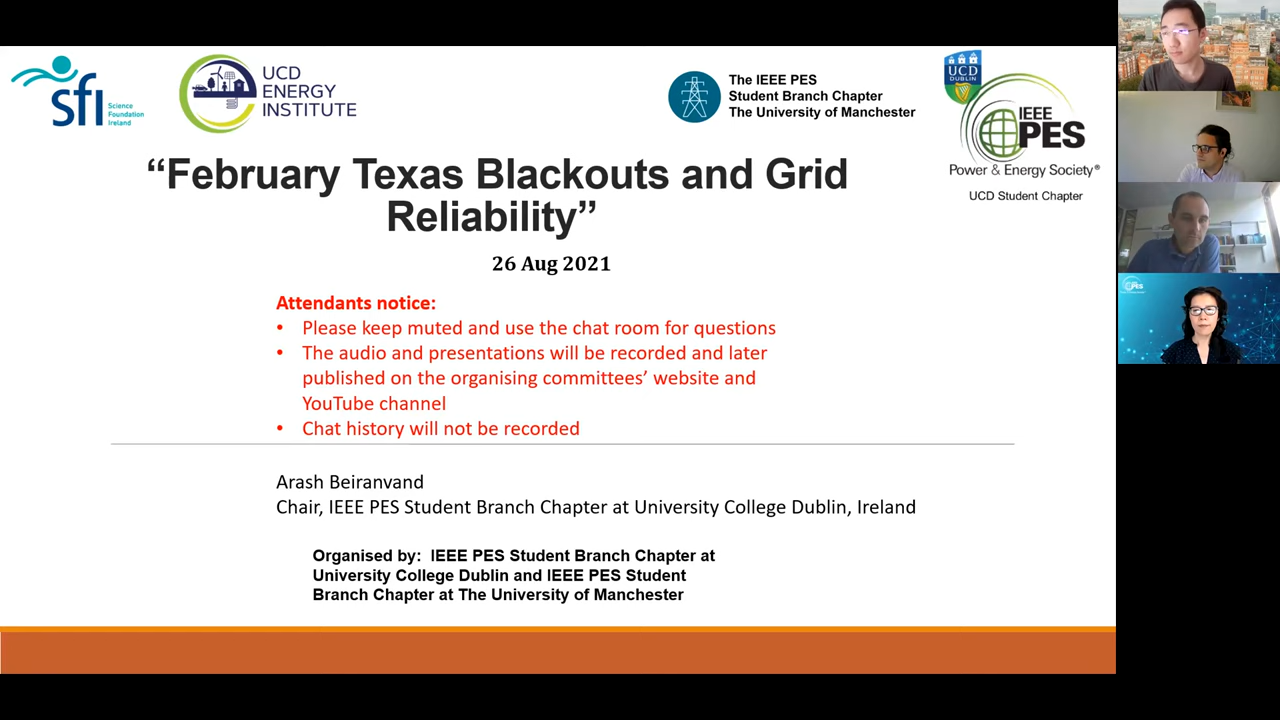 sfi
Science
Foundation
Ireland
UCD
ENERGY
INSTITUTE
The IEEE PES
Student Branch Chapter
The University of Manchester
UCD
DUBLIN
IEEE
PES
Power & Energy Society®
UCD Student Chapter
“February Texas Blackouts and Grid
Reliability”
26 Aug 2021
Attendants notice:
• Please keep muted and use the chat room for questions
• The audio and presentations will be recorded and later
published on the organising committees’ website and
YouTube channel
• Chat history will not be recorded
Arash Beiranvand
Chair, IEEE PES Student Branch Chapter at University College Dublin, Ireland
Organised by: IEEE PES Student Branch Chapter at
University College Dublin and IEEE PES Student
Branch Chapter at The University of Manchester
PES